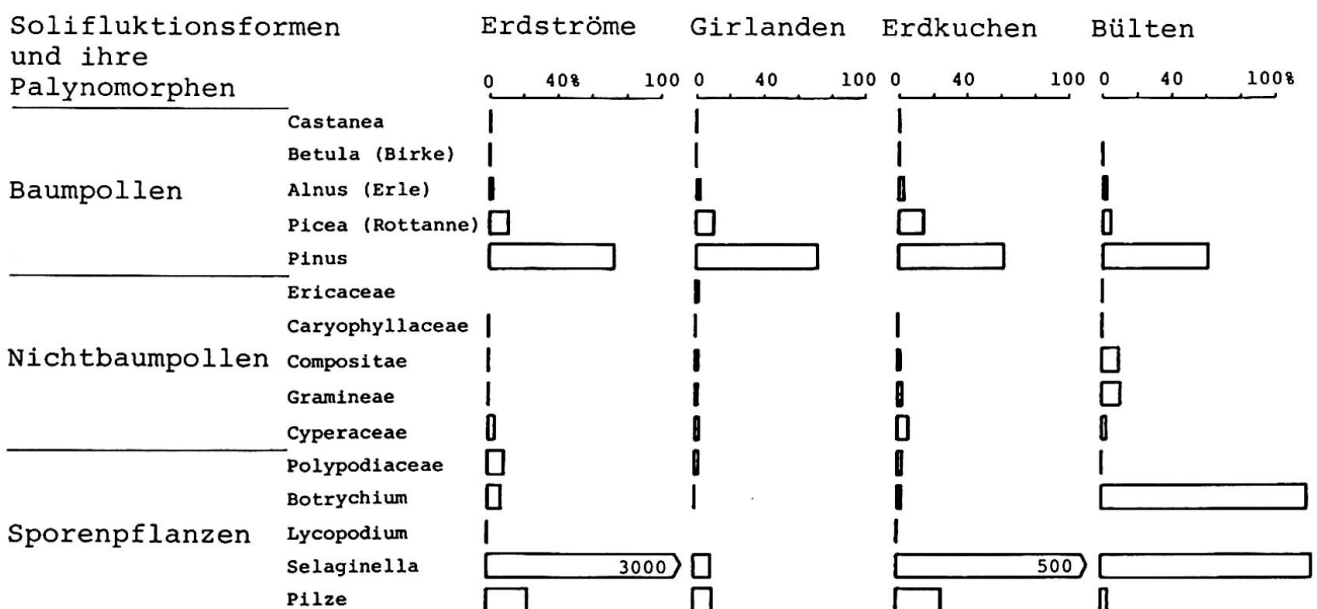 Solifluktionsformen Erdströme Girlanden Erdkuchen Bülten
und ihre
Palynomorphen 0 40% 100 0 40 100 0 40 100 0 40 100%
Castanea
Betula (Birke)
Baumpollen Alnus (Erle)
Picea (Rottanne)
Pinus
Ericaceae
Caryophyllaceae
Nichtbaumpollen Compositae
Gramineae
Cyperaceae
Polypodiaceae
Botrychium
Sporenpflanzen Lycopodium
Selaginella 3000 500
Pilze